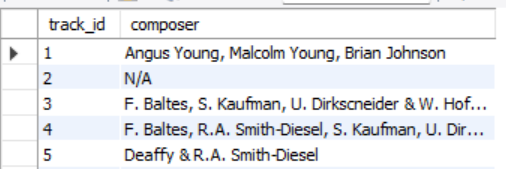 track_id composer
1 Angus Young, Malcolm Young, Brian Johnson
2 N/A
3 F. Baltes, S. Kaufman, U. Dirkscneider & W. Hof...
4 F. Baltes, R.A. Smith-Diesel, S. Kaufman, U. Dir...
5 Deaffy & R.A. Smith-Diesel